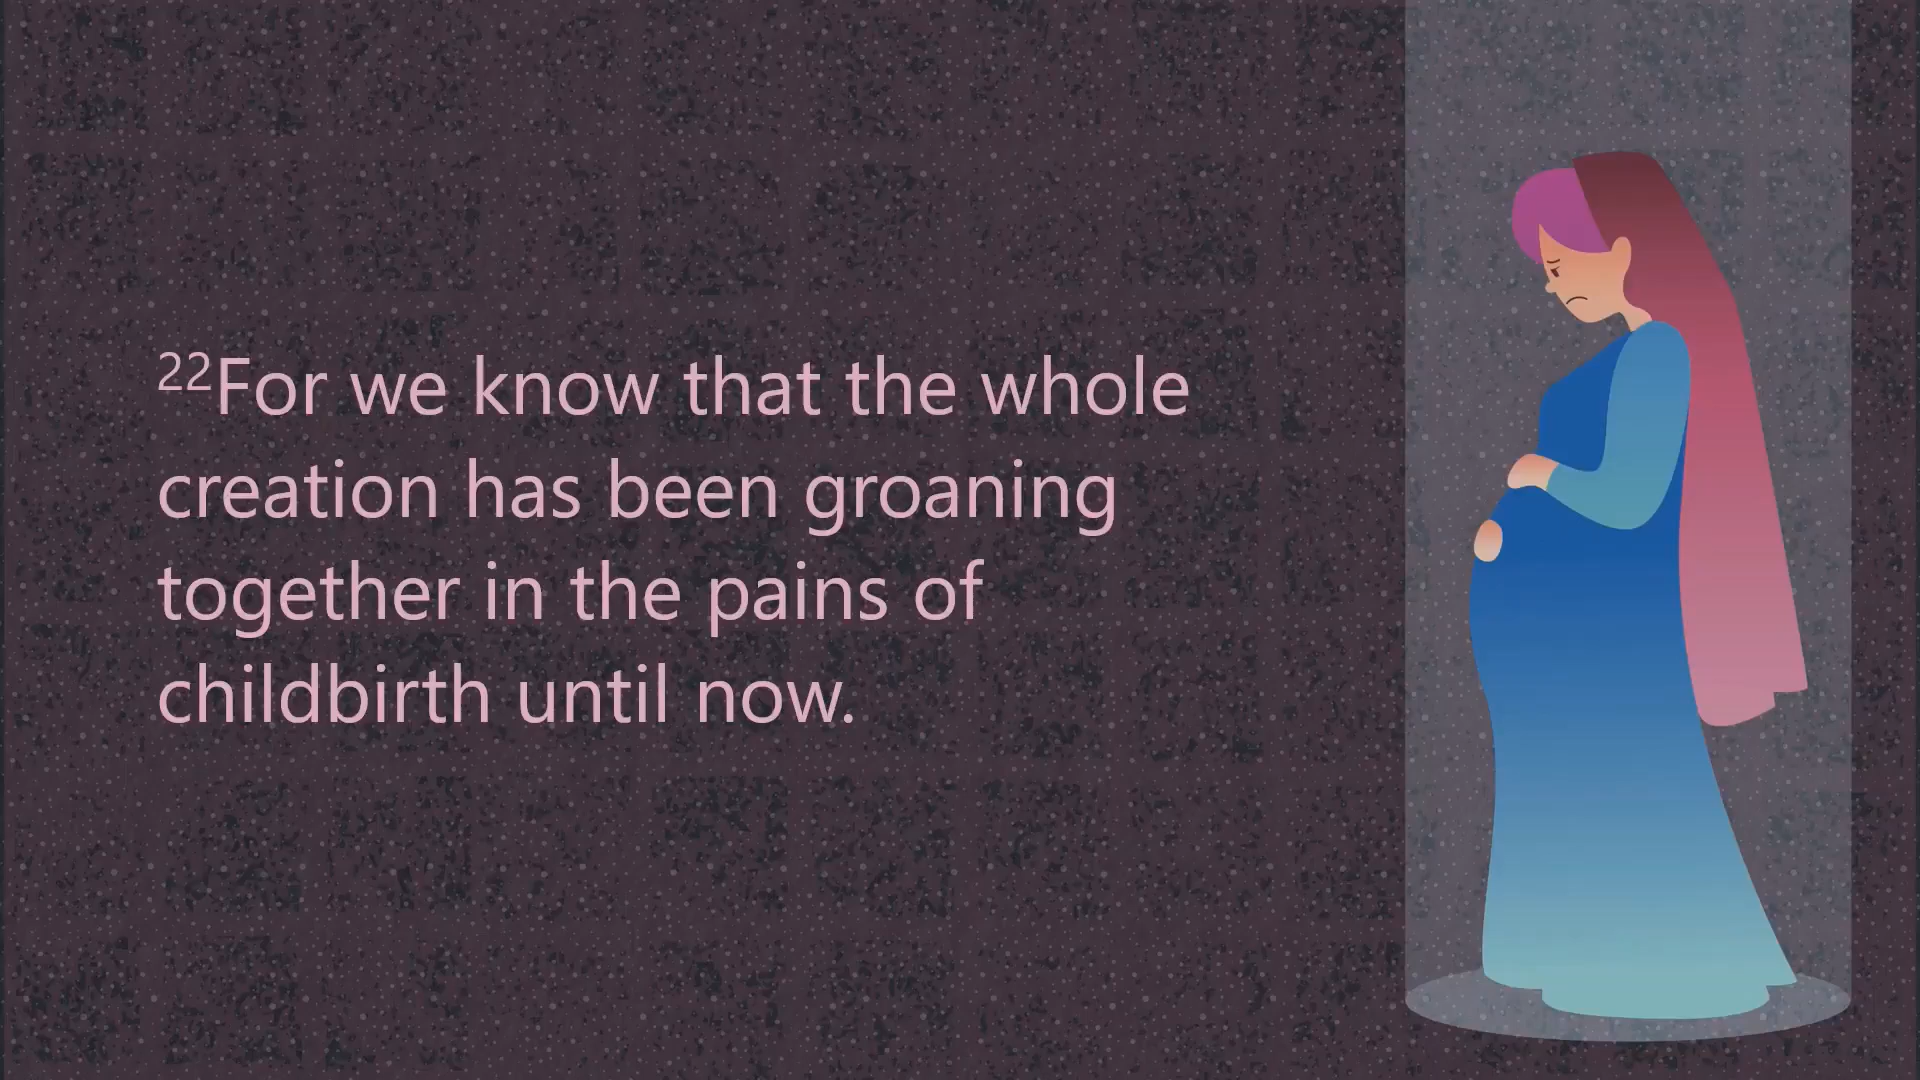 ²²For we know that the whole
creation has been groaning
together in the pains of
childbirth until now.